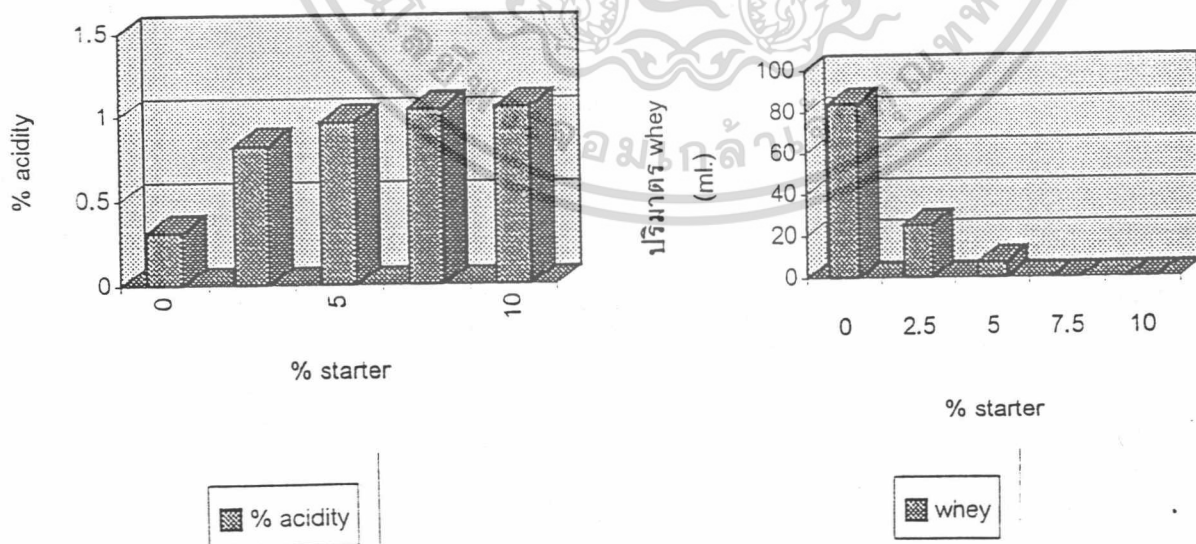 1.5
1
0.5
0
% acidity
0
5
10
% starter
% acidity
100
80
60
40
20
0
ปริมาตร whey
(ml.)
0 2.5 5 7.5 10
% starter
whey